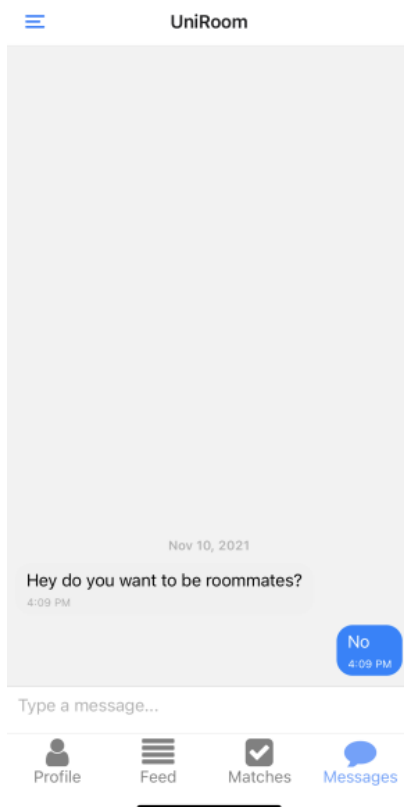 UniRoom
Nov 10, 2021
Hey do you want to be roommates?
4:09 PM
No
4:09 PM
Type a message...
Profile Feed Matches Messages